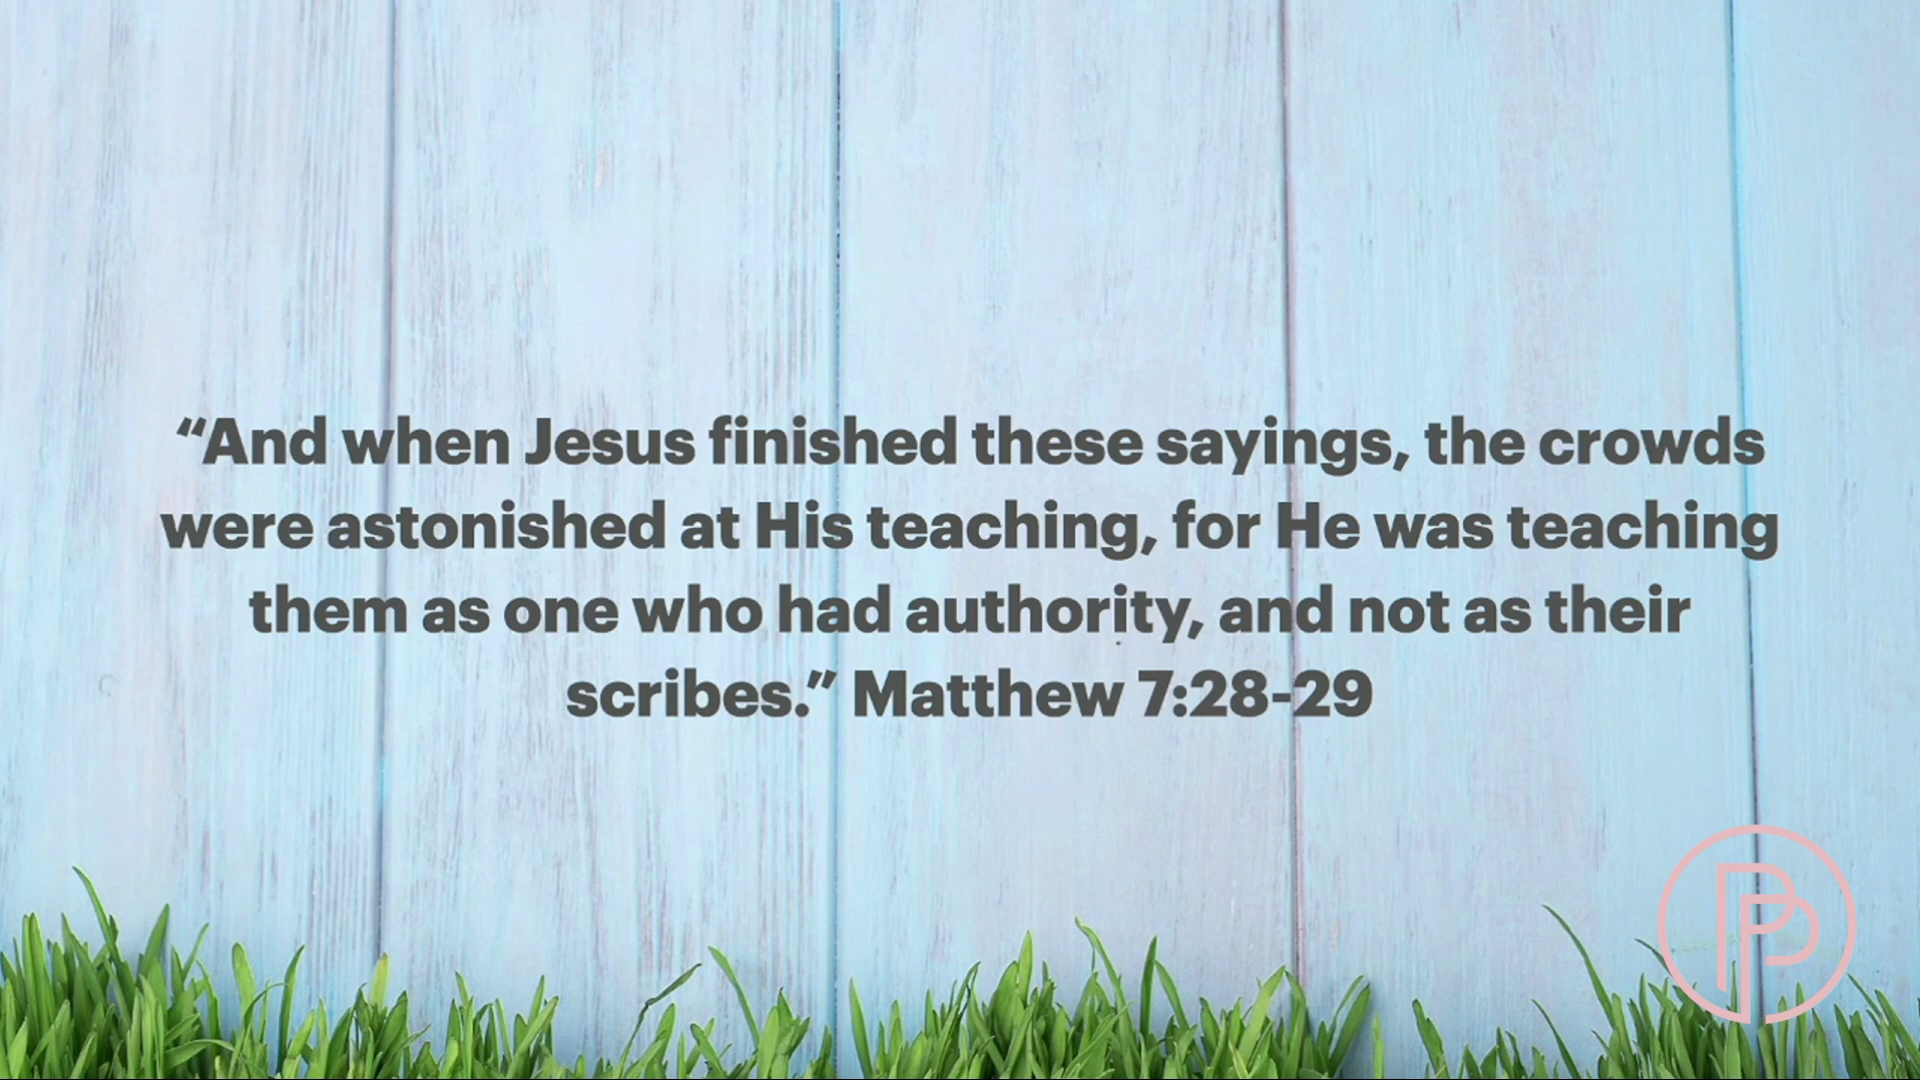 “And when Jesus finished these sayings, the crowds
were astonished at His teaching, for He was teaching
them as one who had authority, and not as their
scribes.” Matthew 7:28-29
PP